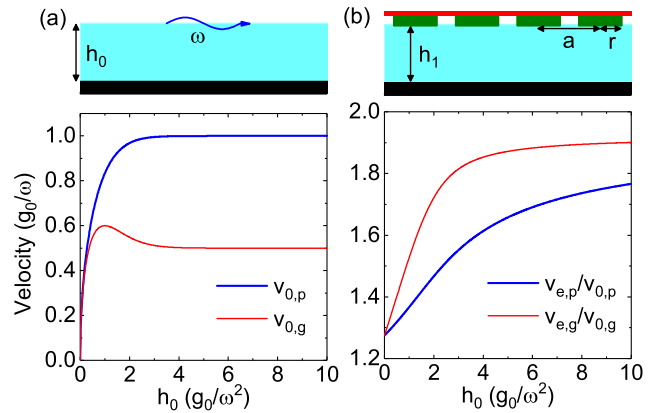 (a)
ω
h₀
(b)
h₁
a
r
Velocity (g₀/ω)
1.0
0.8
0.6
0.4
0.2
0.0
v₀,p
v₀,g
0 2 4 6 8 10
h₀ (g₀/ω²)
2.0
1.8
1.6
1.4
1.2
vₑ,p/v₀,p
vₑ,g/v₀,g
0 2 4 6 8 10
h₀ (g₀/ω²)